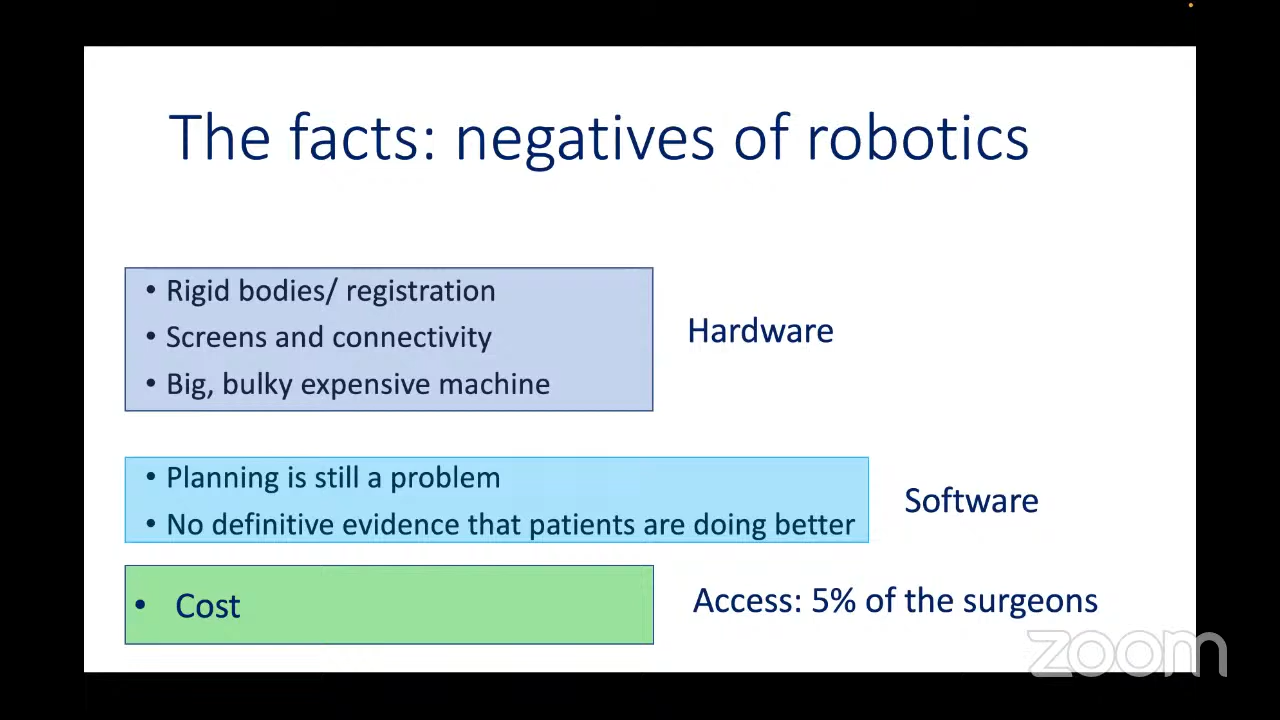 The facts: negatives of robotics
• Rigid bodies/ registration
• Screens and connectivity
• Big, bulky expensive machine
Hardware
• Planning is still a problem
• No definitive evidence that patients are doing better
Software
• Cost
Access: 5% of the surgeons
zoom